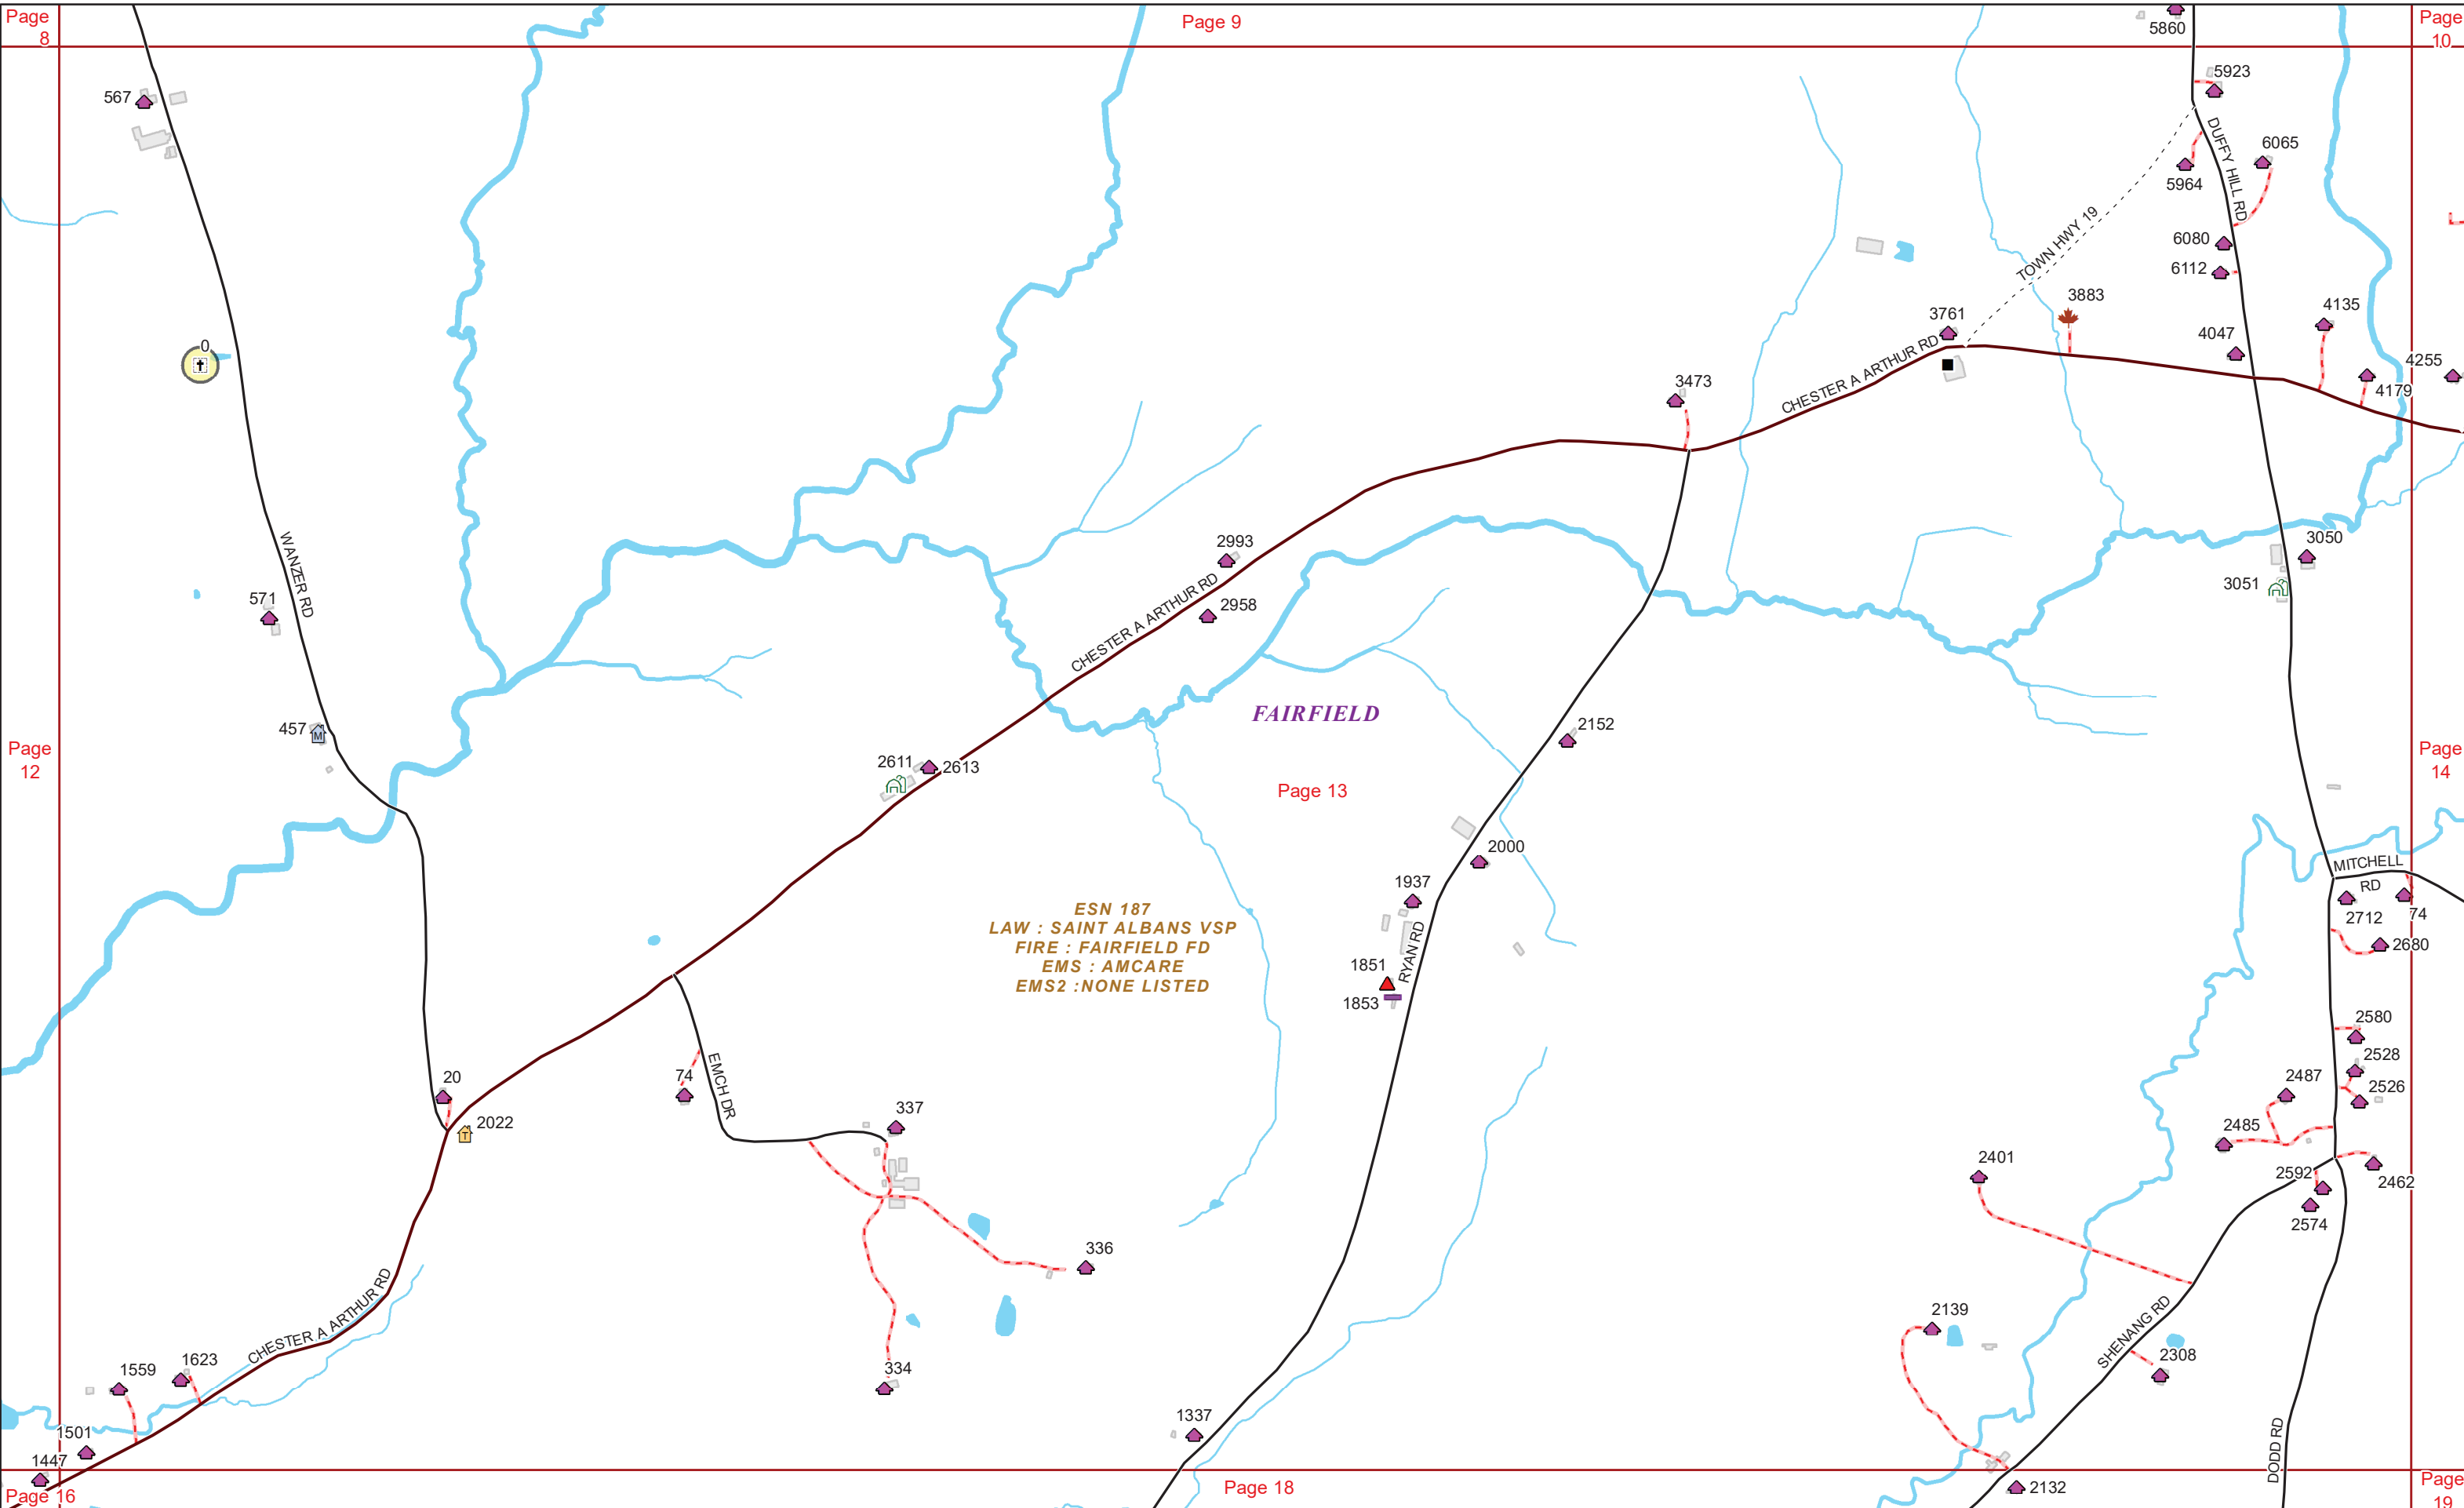 Page
8
Page 9
Page
10
5860
567
5923
DUFFY HILL RD
6065
5964
TOWN HWY 19
6080
6112
3883
4135
3761
4047
0
CHESTER A ARTHUR RD
4255
3473
4179
WANZER RD
2993
3050
CHESTER A ARTHUR RD
3051
571
2958
FAIRFIELD
457
2152
Page
12
2611
2613
Page 13
Page
14
2000
MITCHELL
RD
1937
ESN 187
LAW : SAINT ALBANS VSP
FIRE : FAIRFIELD FD
EMS : AMCARE
EMS2 :NONE LISTED
2712
74
RYAN RD
2680
1851
1853
2580
2528
20
74
EMCH DR
2487
2526
2022
337
2485
2401
2592
2462
2574
336
CHESTER A ARTHUR RD
2139
SHENANG RD
1559
1623
334
2308
1501
1337
DODD RD
1447
T
M
Page 16
Page 18
2132
Page
19